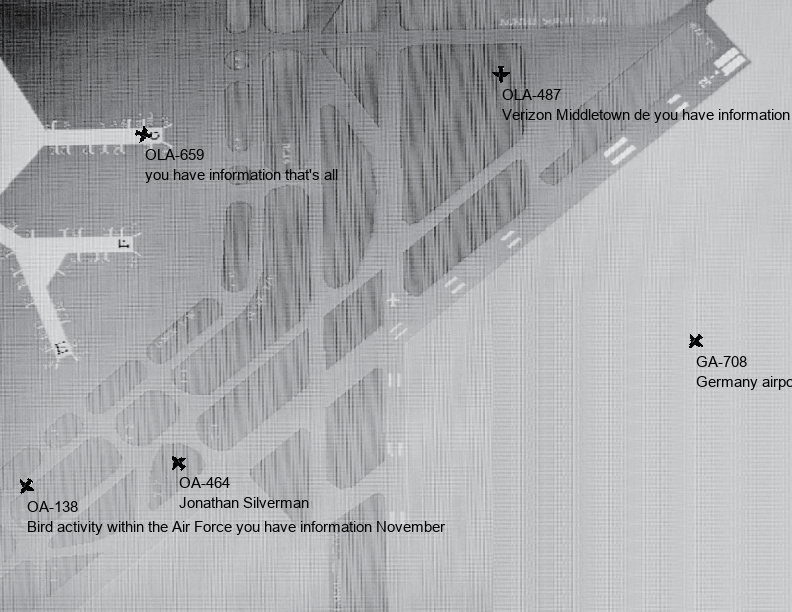 OLA-487
Verizon Middletown de you have information
OLA-659
you have information that's all
GA-708
Germany airpo
OA-464
Jonathan Silverman
OA-138
Bird activity within the Air Force you have information November